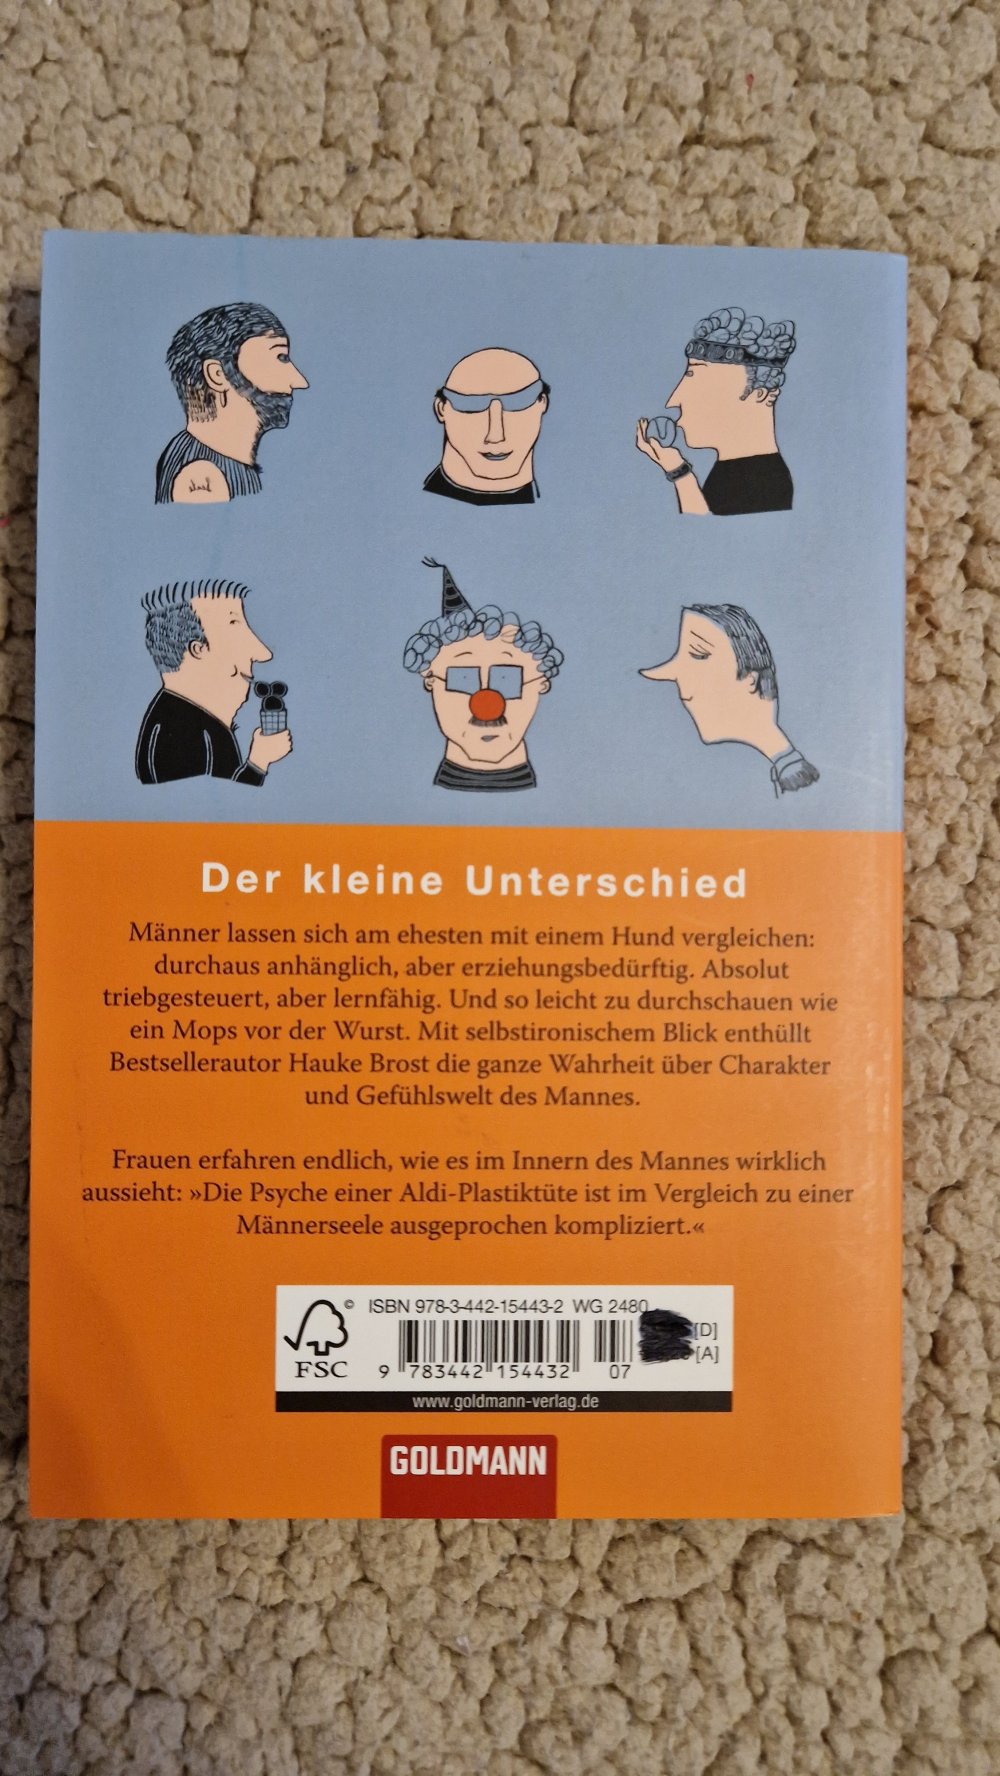 Der kleine Unterschied
Männer lassen sich am ehesten mit einem Hund vergleichen:
durchaus anhänglich, aber erziehungsbedürftig. Absolut
triebgesteuert, aber lernfähig. Und so leicht zu durchschauen wie
ein Mops vor der Wurst. Mit selbstironischem Blick enthüllt
Bestsellerautor Hauke Brost die ganze Wahrheit über Charakter
und Gefühlswelt des Mannes.
Frauen erfahren endlich, wie es im Innern des Mannes wirklich
aussieht: »Die Psyche einer Aldi-Plastiktüte ist im Vergleich zu einer
Männerseele ausgeprochen kompliziert.«
© ISBN 978-3-442-15443-2 WG 2480
[D]
[A]
FSC
9 783442 154432 07
www.goldmann-verlag.de
GOLDMANN